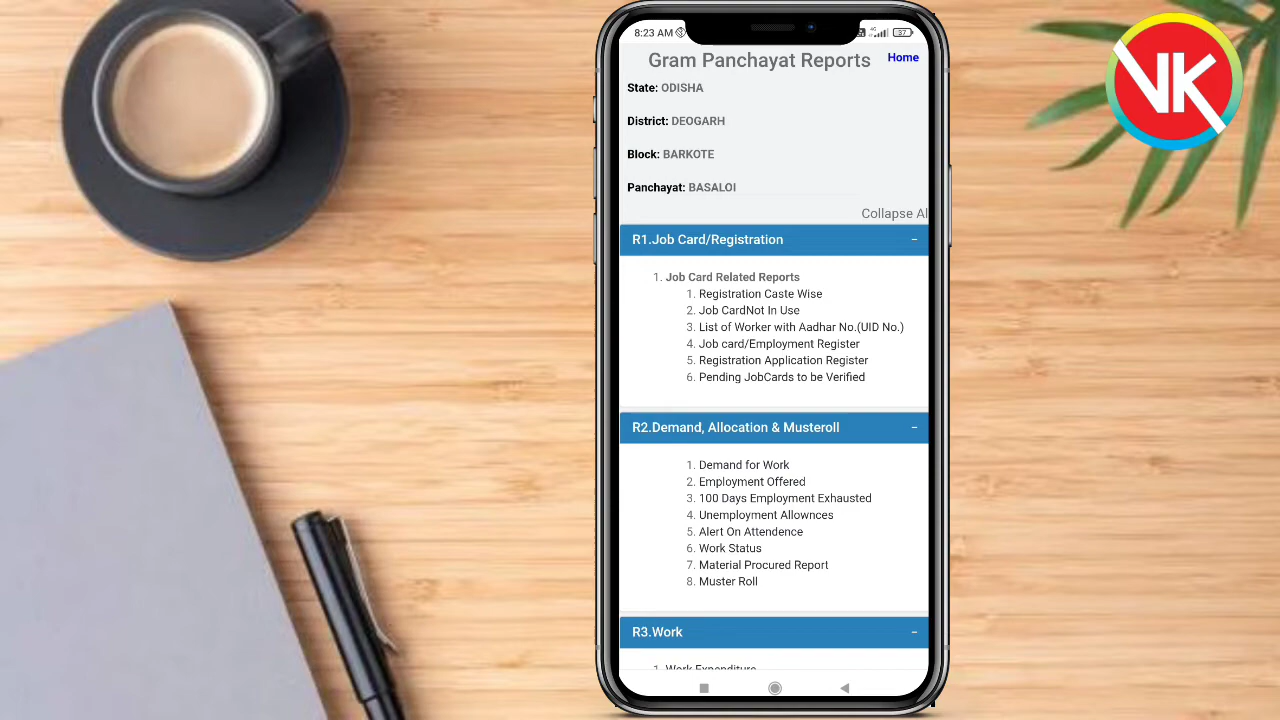 8:23 AM
37
VK
Gram Panchayat Reports
Home
State: ODISHA
District: DEOGARH
Block: BARKOTE
Panchayat: BASALOI
Collapse Al
R1.Job Card/Registration −
1. Job Card Related Reports
1. Registration Caste Wise
2. Job CardNot In Use
3. List of Worker with Aadhar No.(UID No.)
4. Job card/Employment Register
5. Registration Application Register
6. Pending JobCards to be Verified
R2.Demand, Allocation & Musteroll −
1. Demand for Work
2. Employment Offered
3. 100 Days Employment Exhausted
4. Unemployment Allownces
5. Alert On Attendence
6. Work Status
7. Material Procured Report
8. Muster Roll
R3.Work −
1. Work Expenditure